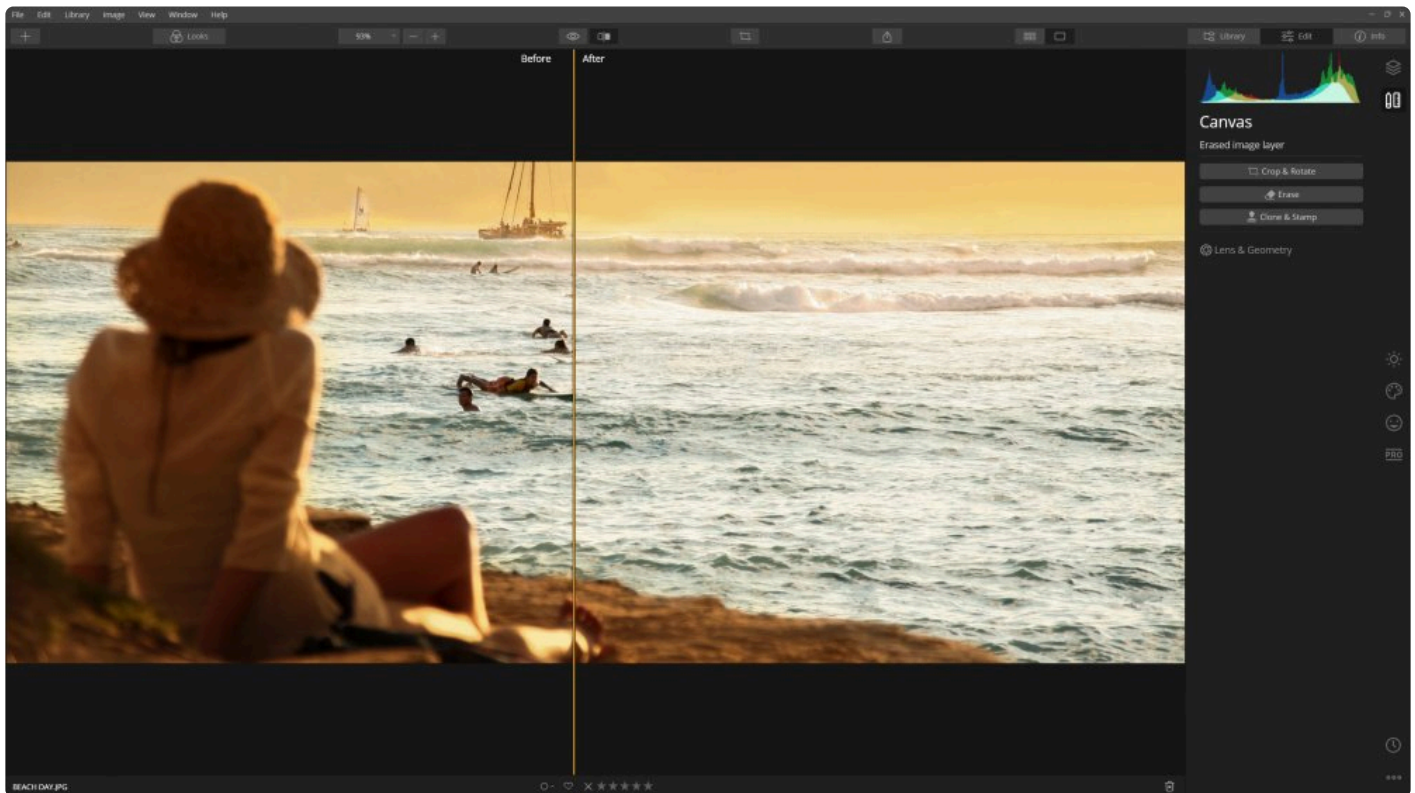 File Edit Library Image View Window Help
Looks 93% Library Edit Info
Before After
Canvas
Erased image layer
Crop & Rotate
Erase
Clone & Stamp
Lens & Geometry
PRO
BEACH DAY.JPG